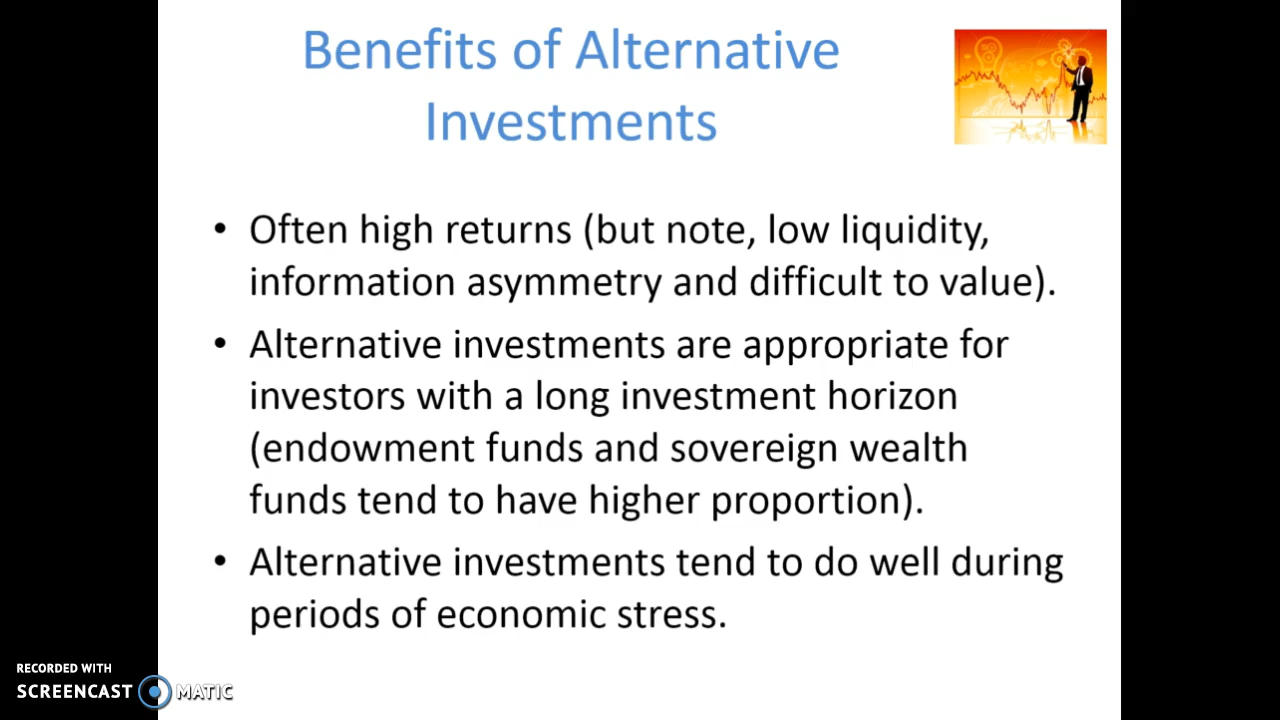 Benefits of Alternative
Investments
• Often high returns (but note, low liquidity,
information asymmetry and difficult to value).
• Alternative investments are appropriate for
investors with a long investment horizon
(endowment funds and sovereign wealth
funds tend to have higher proportion).
• Alternative investments tend to do well during
periods of economic stress.
RECORDED WITH
SCREENCAST MATIC